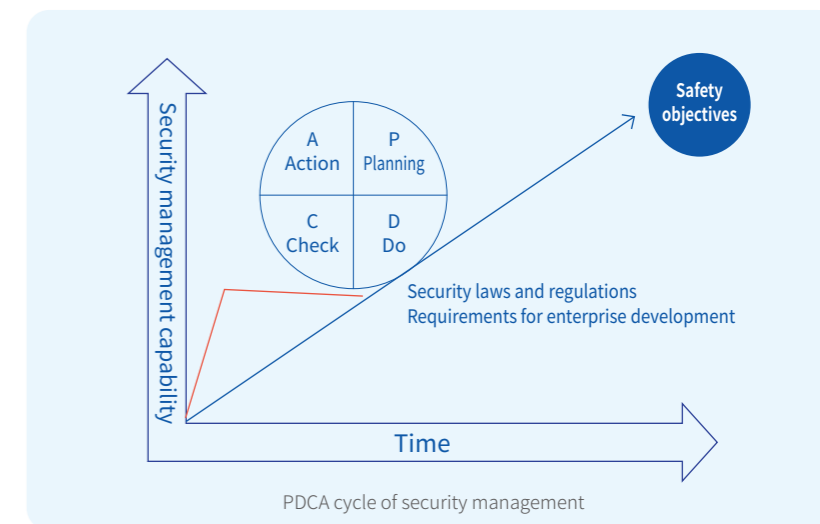 Security management capability
A
Action
P
Planning
C
Check
D
Do
Safety
objectives
Security laws and regulations
Requirements for enterprise development
Time
PDCA cycle of security management